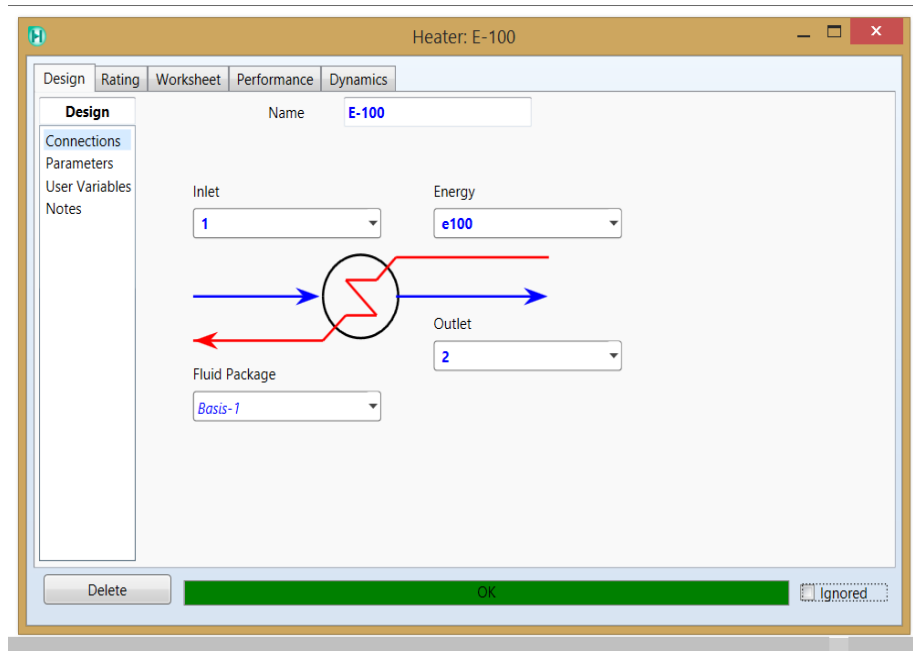 Heater: E-100
Design Rating Worksheet Performance Dynamics
Design
Connections
Parameters
User Variables
Notes
Name E-100
Inlet
1
Energy
e100
Outlet
2
Fluid Package
Basis-1
Delete
OK
Ignored